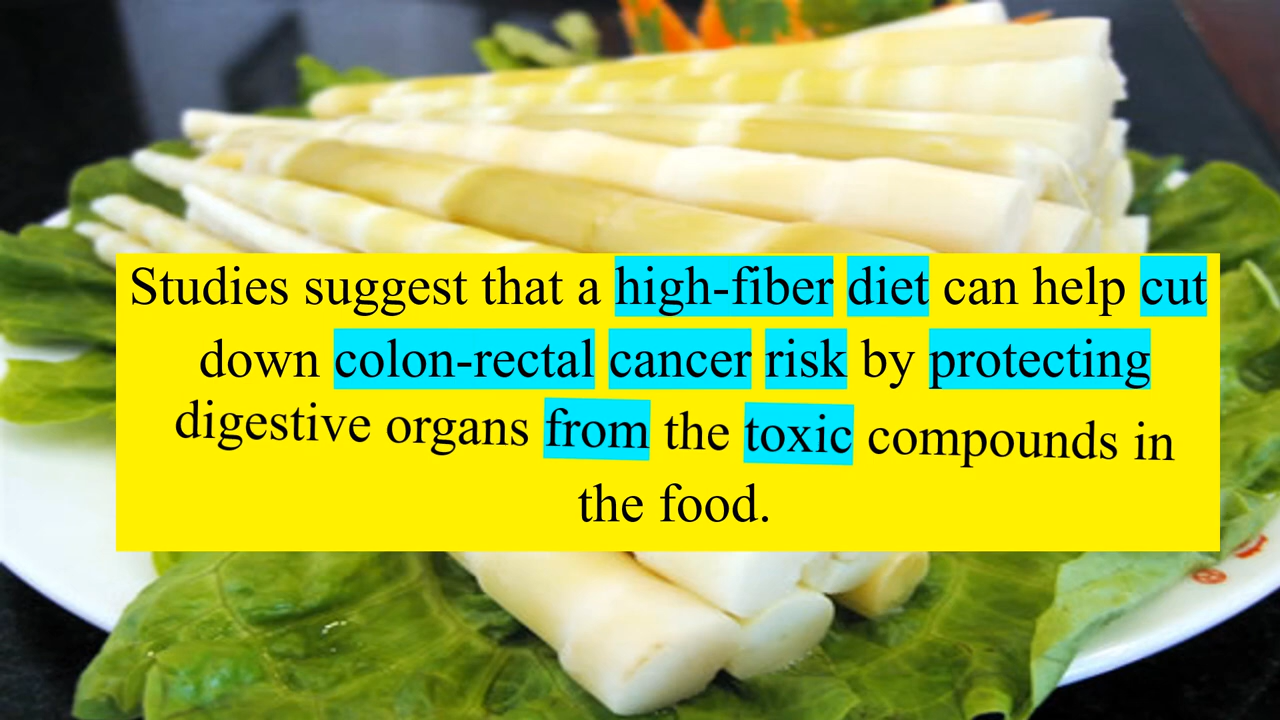 Studies suggest that a high-fiber diet can help cut
down colon-rectal cancer risk by protecting
digestive organs from the toxic compounds in
the food.